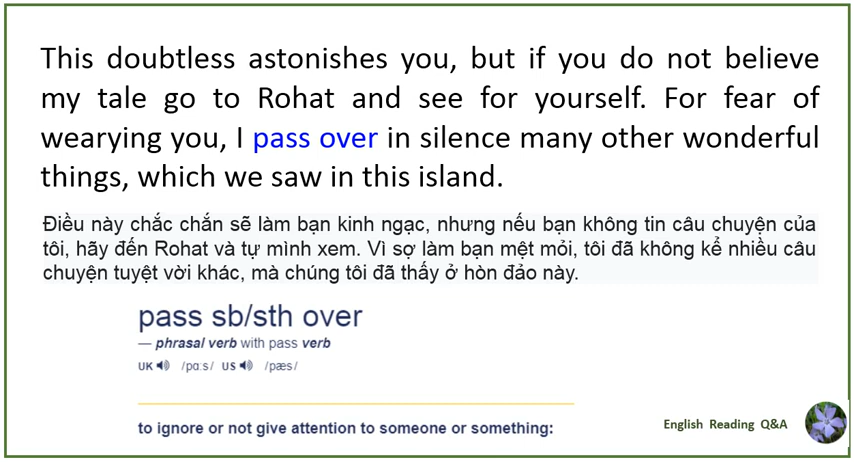 This doubtless astonishes you, but if you do not believe
my tale go to Rohat and see for yourself. For fear of
wearying you, I pass over in silence many other wonderful
things, which we saw in this island.
Điều này chắc chắn sẽ làm bạn kinh ngạc, nhưng nếu bạn không tin câu chuyện của
tôi, hãy đến Rohat và tự mình xem. Vì sợ làm bạn mệt mỏi, tôi đã không kể nhiều câu
chuyện tuyệt vời khác, mà chúng tôi đã thấy ở hòn đảo này.
pass sb/sth over
— phrasal verb with pass verb
UK /pɑːs/ US /pæs/
to ignore or not give attention to someone or something:
English Reading Q&A